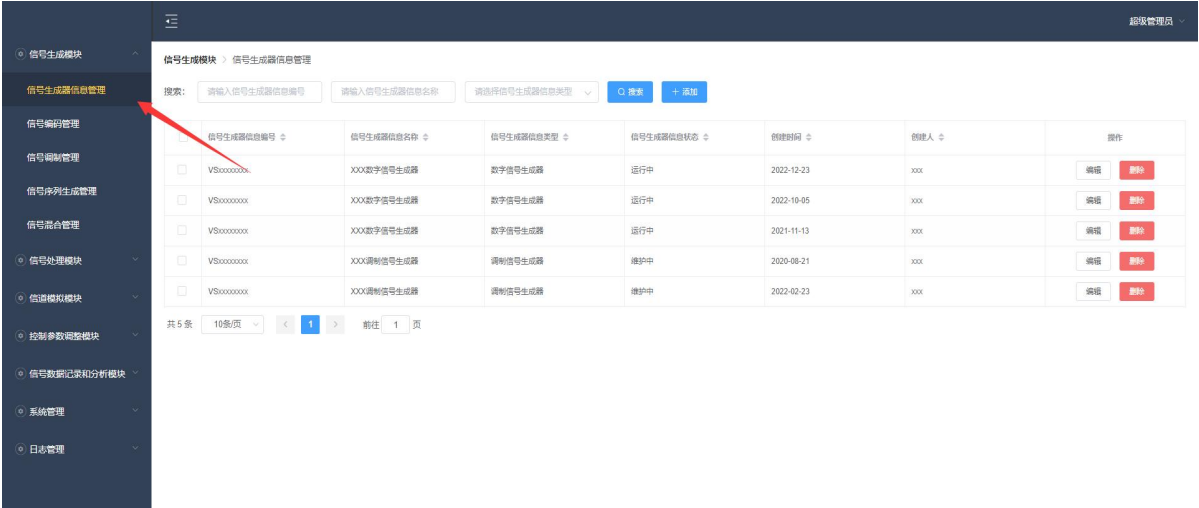 超级管理员
信号生成模块
信号生成器信息管理
信号编码管理
信号调制管理
信号序列生成管理
信号混合管理
信号处理模块
信道模拟模块
控制参数调整模块
信号数据记录和分析模块
系统管理
日志管理
信号生成模块 > 信号生成器信息管理
搜索: 请输入信号生成器信息编号 请输入信号生成器信息名称 请选择信号生成器信息类型 搜索 + 添加
信号生成器信息编号 信号生成器信息名称 信号生成器信息类型 信号生成器信息状态 创建时间 创建人 操作
VSxxxxxxxx XXX数字信号生成器 数字信号生成器 运行中 2022-12-23 xxx 编辑 删除
VSxxxxxxxx XXX数字信号生成器 数字信号生成器 运行中 2022-10-05 xxx 编辑 删除
VSxxxxxxxx XXX数字信号生成器 数字信号生成器 运行中 2021-11-13 xxx 编辑 删除
VSxxxxxxxx XXX调制信号生成器 调制信号生成器 维护中 2020-08-21 xxx 编辑 删除
VSxxxxxxxx XXX调制信号生成器 调制信号生成器 维护中 2022-02-23 xxx 编辑 删除
共 5 条 10条/页 < 1 > 前往 1 页